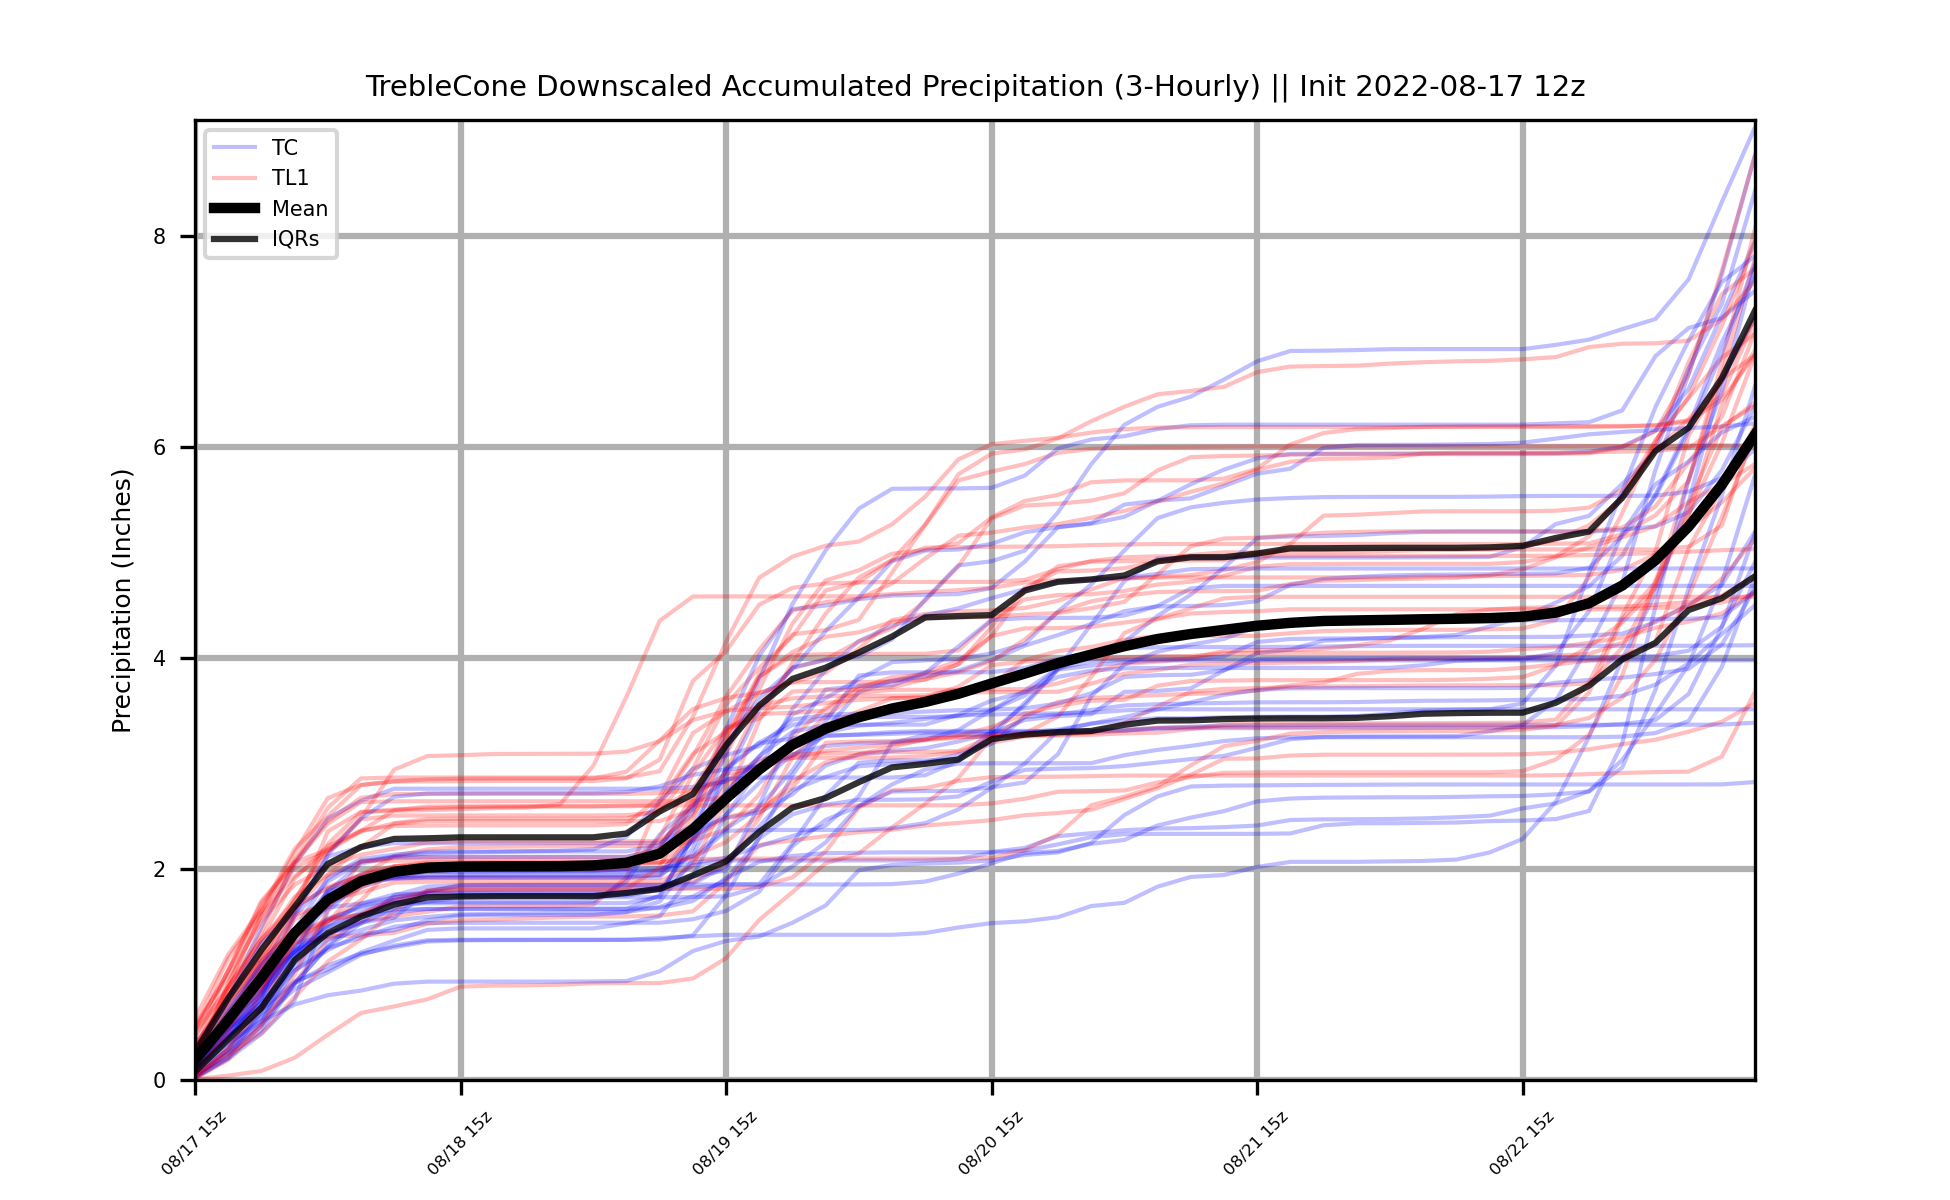 TrebleCone Downscaled Accumulated Precipitation (3-Hourly) || Init 2022-08-17 12z
TC
TL1
Mean
IQRs
Precipitation (Inches)
8
6
4
2
0
08/17 15z
08/18 15z
08/19 15z
08/20 15z
08/21 15z
08/22 15z